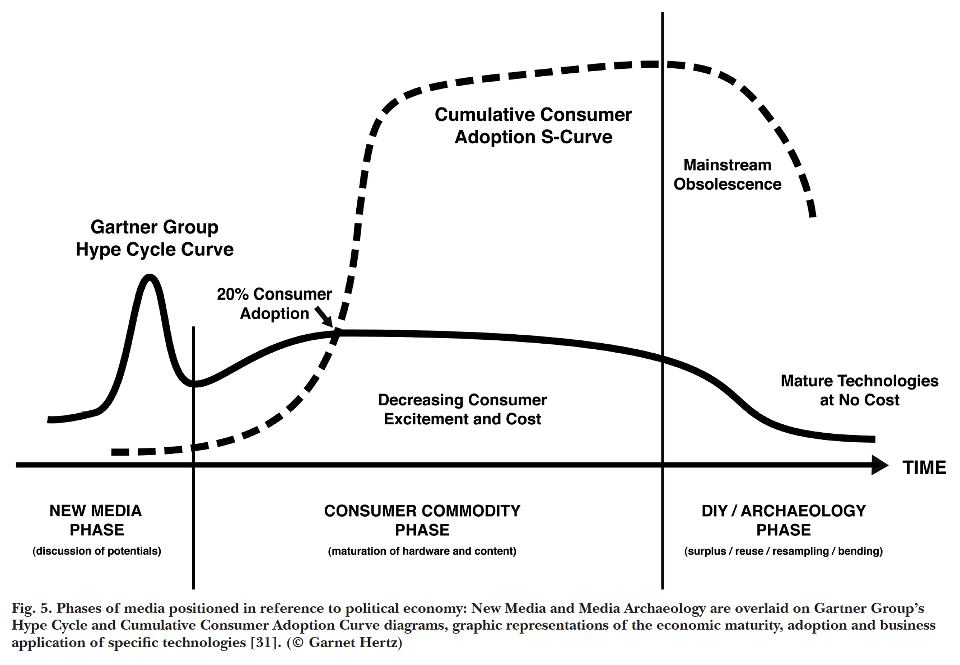 Cumulative Consumer
Adoption S-Curve
Mainstream
Obsolescence
Gartner Group
Hype Cycle Curve
20% Consumer
Adoption
Decreasing Consumer
Excitement and Cost
Mature Technologies
at No Cost
TIME
NEW MEDIA
PHASE
(discussion of potentials)
CONSUMER COMMODITY
PHASE
(maturation of hardware and content)
DIY / ARCHAEOLOGY
PHASE
(surplus / reuse / resampling / bending)
Fig. 5. Phases of media positioned in reference to political economy: New Media and Media Archaeology are overlaid on Gartner Group’s
Hype Cycle and Cumulative Consumer Adoption Curve diagrams, graphic representations of the economic maturity, adoption and business
application of specific technologies [31]. (© Garnet Hertz)